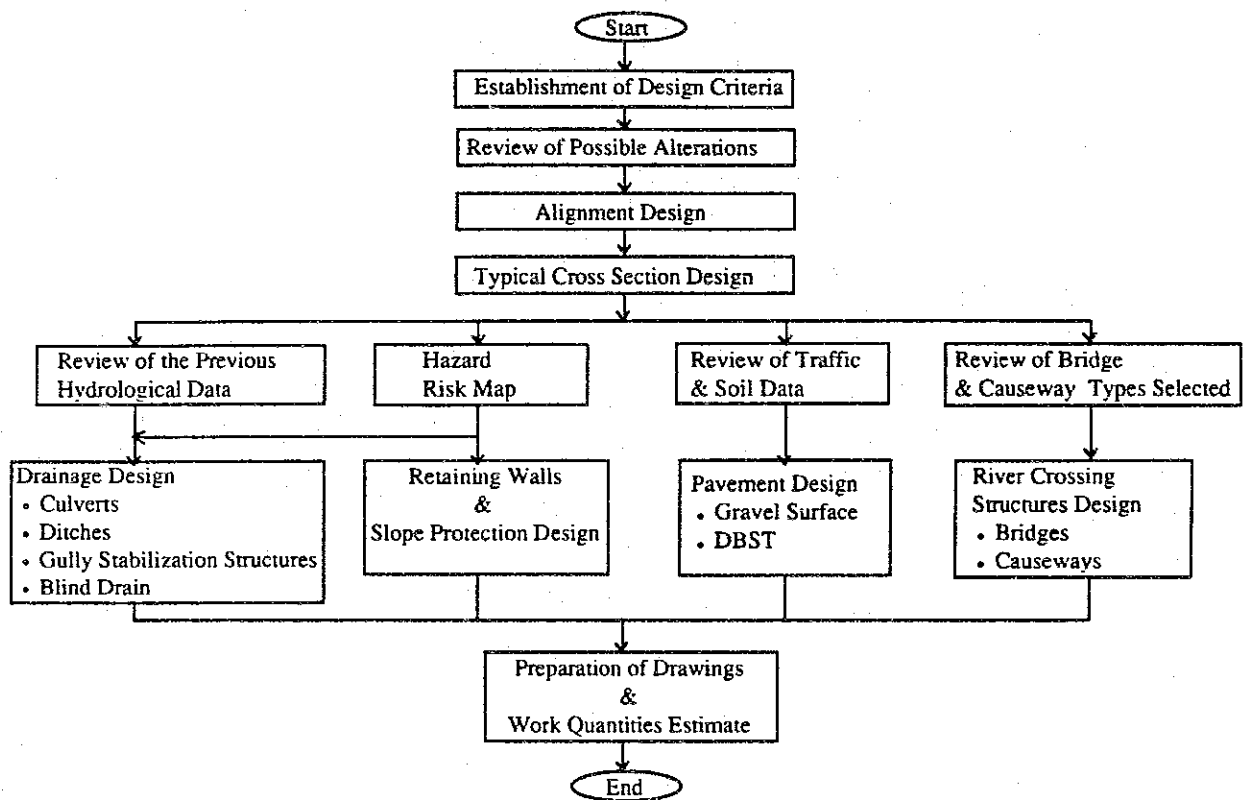 Start
Establishment of Design Criteria
Review of Possible Alterations
Alignment Design
Typical Cross Section Design
Review of the Previous
Hydrological Data
Hazard
Risk Map
Review of Traffic
& Soil Data
Review of Bridge
& Causeway Types Selected
Drainage Design
• Culverts
• Ditches
• Gully Stabilization Structures
• Blind Drain
Retaining Walls
&
Slope Protection Design
Pavement Design
• Gravel Surface
• DBST
River Crossing
Structures Design
• Bridges
• Causeways
Preparation of Drawings
&
Work Quantities Estimate
End